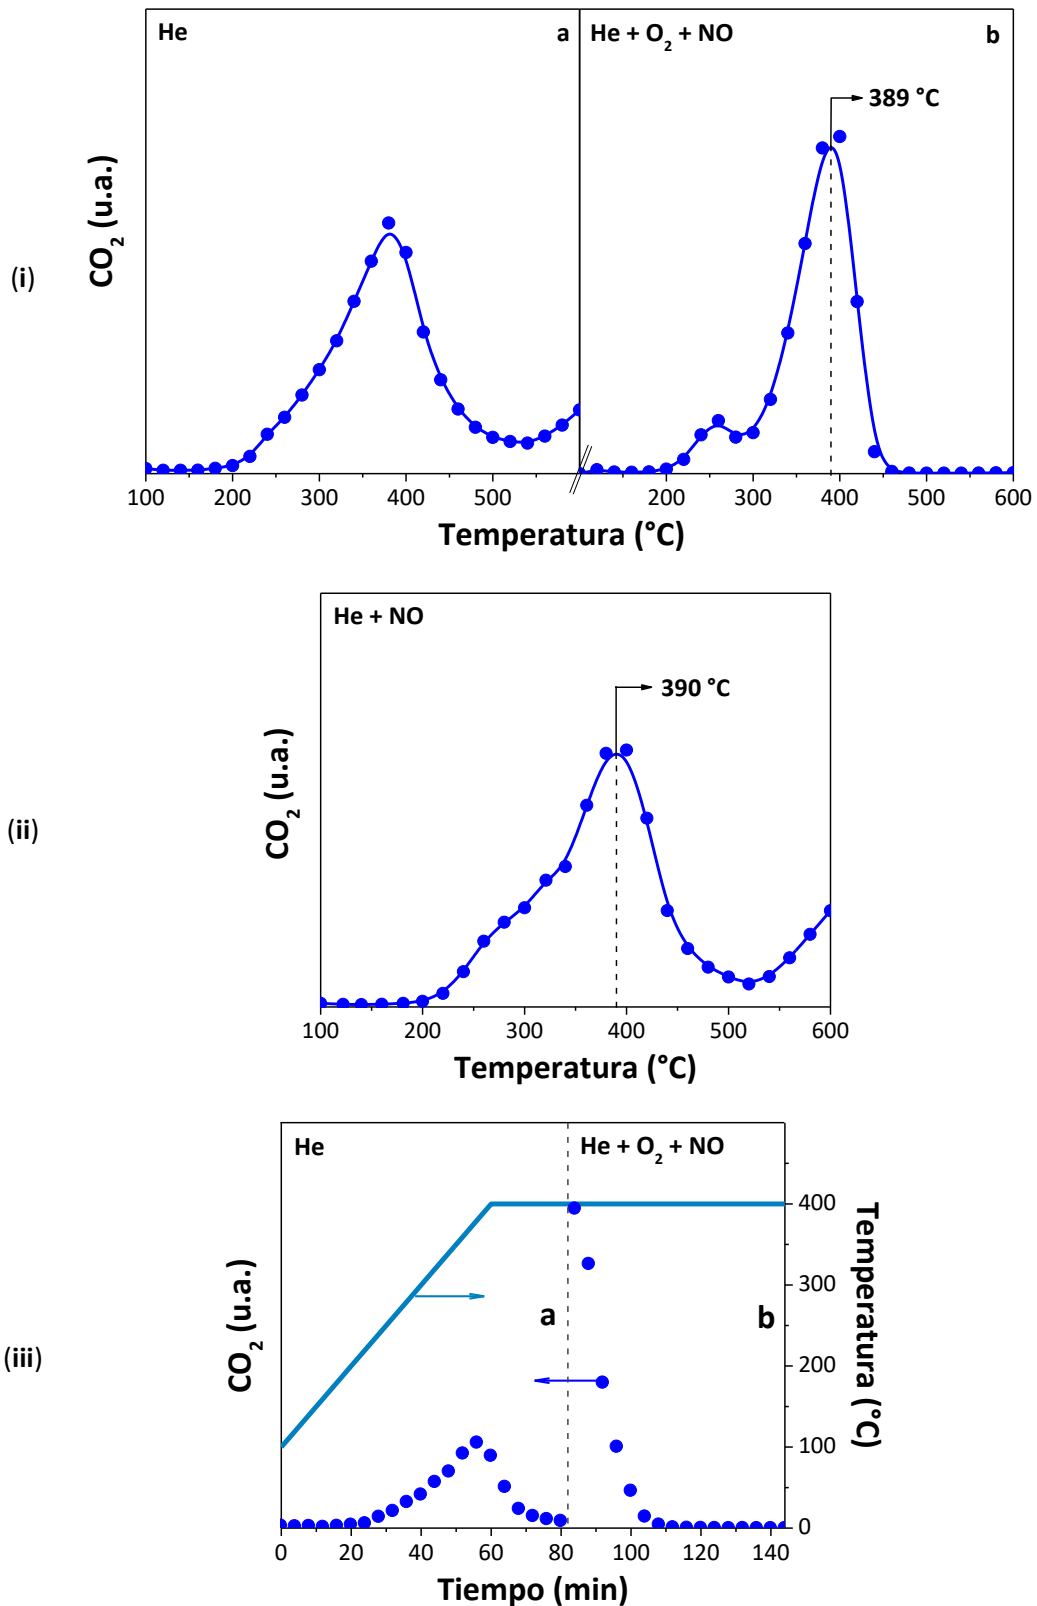 He
a
He + O₂ + NO
b
389 °C
CO₂ (u.a.)
(i)
100 200 300 400 500 200 300 400 500 600
Temperatura (°C)
He + NO
390 °C
CO₂ (u.a.)
(ii)
100 200 300 400 500 600
Temperatura (°C)
He
He + O₂ + NO
400
300
200
100
0
a
b
CO₂ (u.a.)
Temperatura (°C)
(iii)
0 20 40 60 80 100 120 140
Tiempo (min)